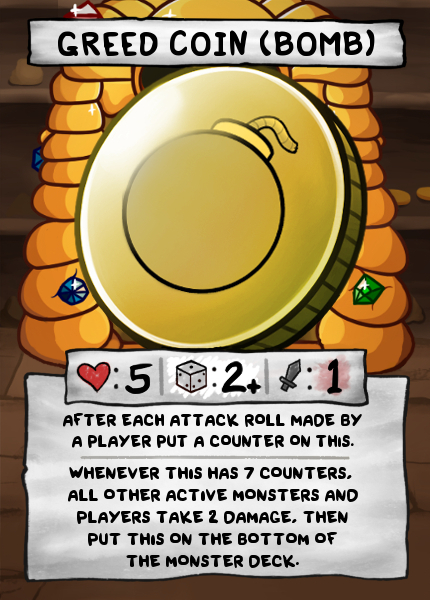 GREED COIN (BOMB)
:5 :2+ :1
AFTER EACH ATTACK ROLL MADE BY
A PLAYER PUT A COUNTER ON THIS.
WHENEVER THIS HAS 7 COUNTERS,
ALL OTHER ACTIVE MONSTERS AND
PLAYERS TAKE 2 DAMAGE, THEN
PUT THIS ON THE BOTTOM OF
THE MONSTER DECK.